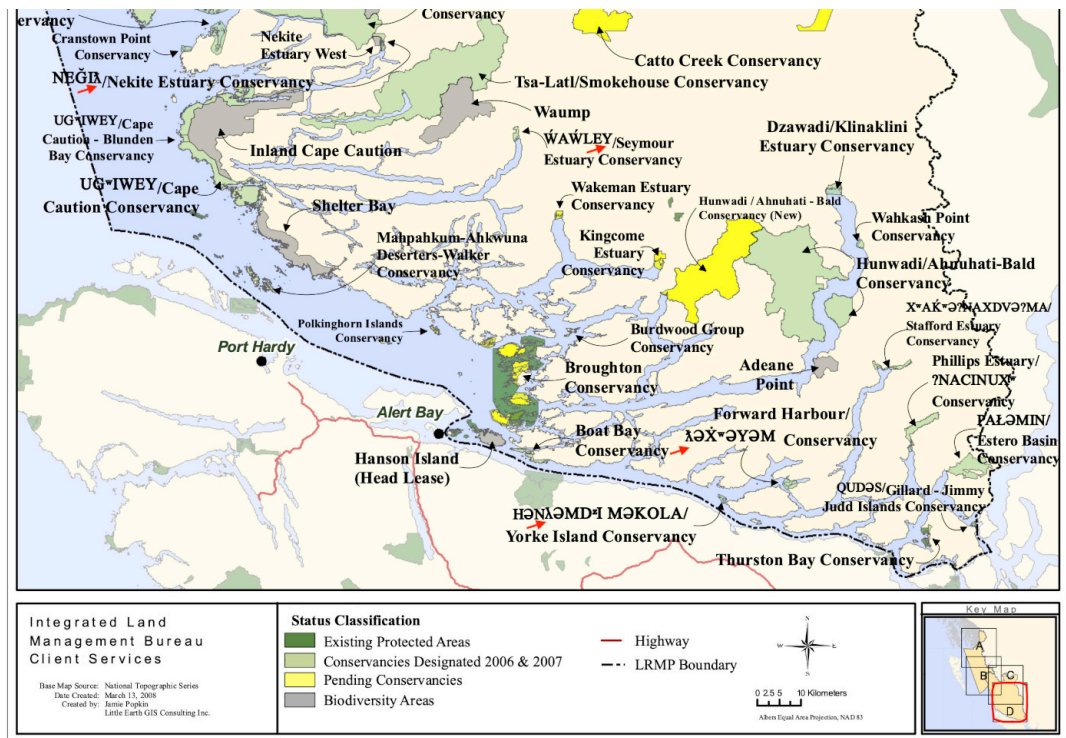 ervancy
Conservancy
Cranstown Point
Conservancy
Nekite
Estuary West
Catto Creek Conservancy
/Nekite Estuary Conservancy
Tsa-Latl/Smokehouse Conservancy
Waump
Dzawadi/Klinaklini
Estuary Conservancy
UGʷIWEY/Cape
Caution - Blunden
Bay Conservancy
Inland Cape Caution
ẂAẂLEY/Seymour
Estuary Conservancy
UGʷIWEY/Cape
Caution Conservancy
Wakeman Estuary
Conservancy
Hunwadi / Ahnuhati - Bald
Conservancy (New)
Shelter Bay
Wahkash Point
Conservancy
Mahpahkum-Ahkwuna
Deserters-Walker
Conservancy
Kingcome
Estuary
Conservancy
Hunwadi/Ahnuhati-Bald
Conservancy
XʷAḰʷƏʔNAXDVƏʔMA/
Stafford Estuary
Conservancy
Polkinghorn Islands
Conservancy
Burdwood Group
Conservancy
Port Hardy
Phillips Estuary/
Conservancy
Broughton
Conservancy
Adeane
Point
Alert Bay
Forward Harbour/
Conservancy
Boat Bay
Conservancy
PAŁƏMIN/
Estero Basin
Conservancy
Hanson Island
(Head Lease)
QUDƏS/Gillard - Jimmy
Judd Islands Conservancy
MƏKOLA/
Yorke Island Conservancy
Thurston Bay Conservancy
Integrated Land
Management Bureau
Client Services
Base Map Source: National Topographic Series
Date Created: March 13, 2008
Created by: Jamie Popkin
Little Earth GIS Consulting Inc.
Status Classification
Existing Protected Areas
Conservancies Designated 2006 & 2007
Pending Conservancies
Biodiversity Areas
Highway
LRMP Boundary
N
W E
S
0 2.5 5 10 Kilometers
Albers Equal Area Projection, NAD 83
Key Map
A
B
C
D